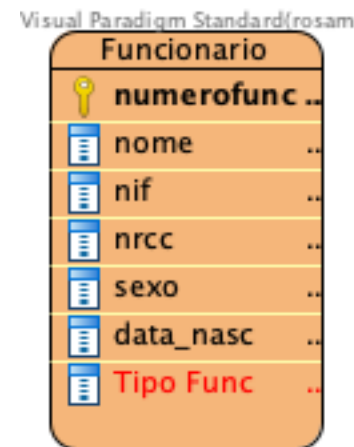 Visual Paradigm Standard(rosam
Funcionario
numerofunc ..
nome ..
nif ..
nrcc ..
sexo ..
data_nasc ..
Tipo Func ..